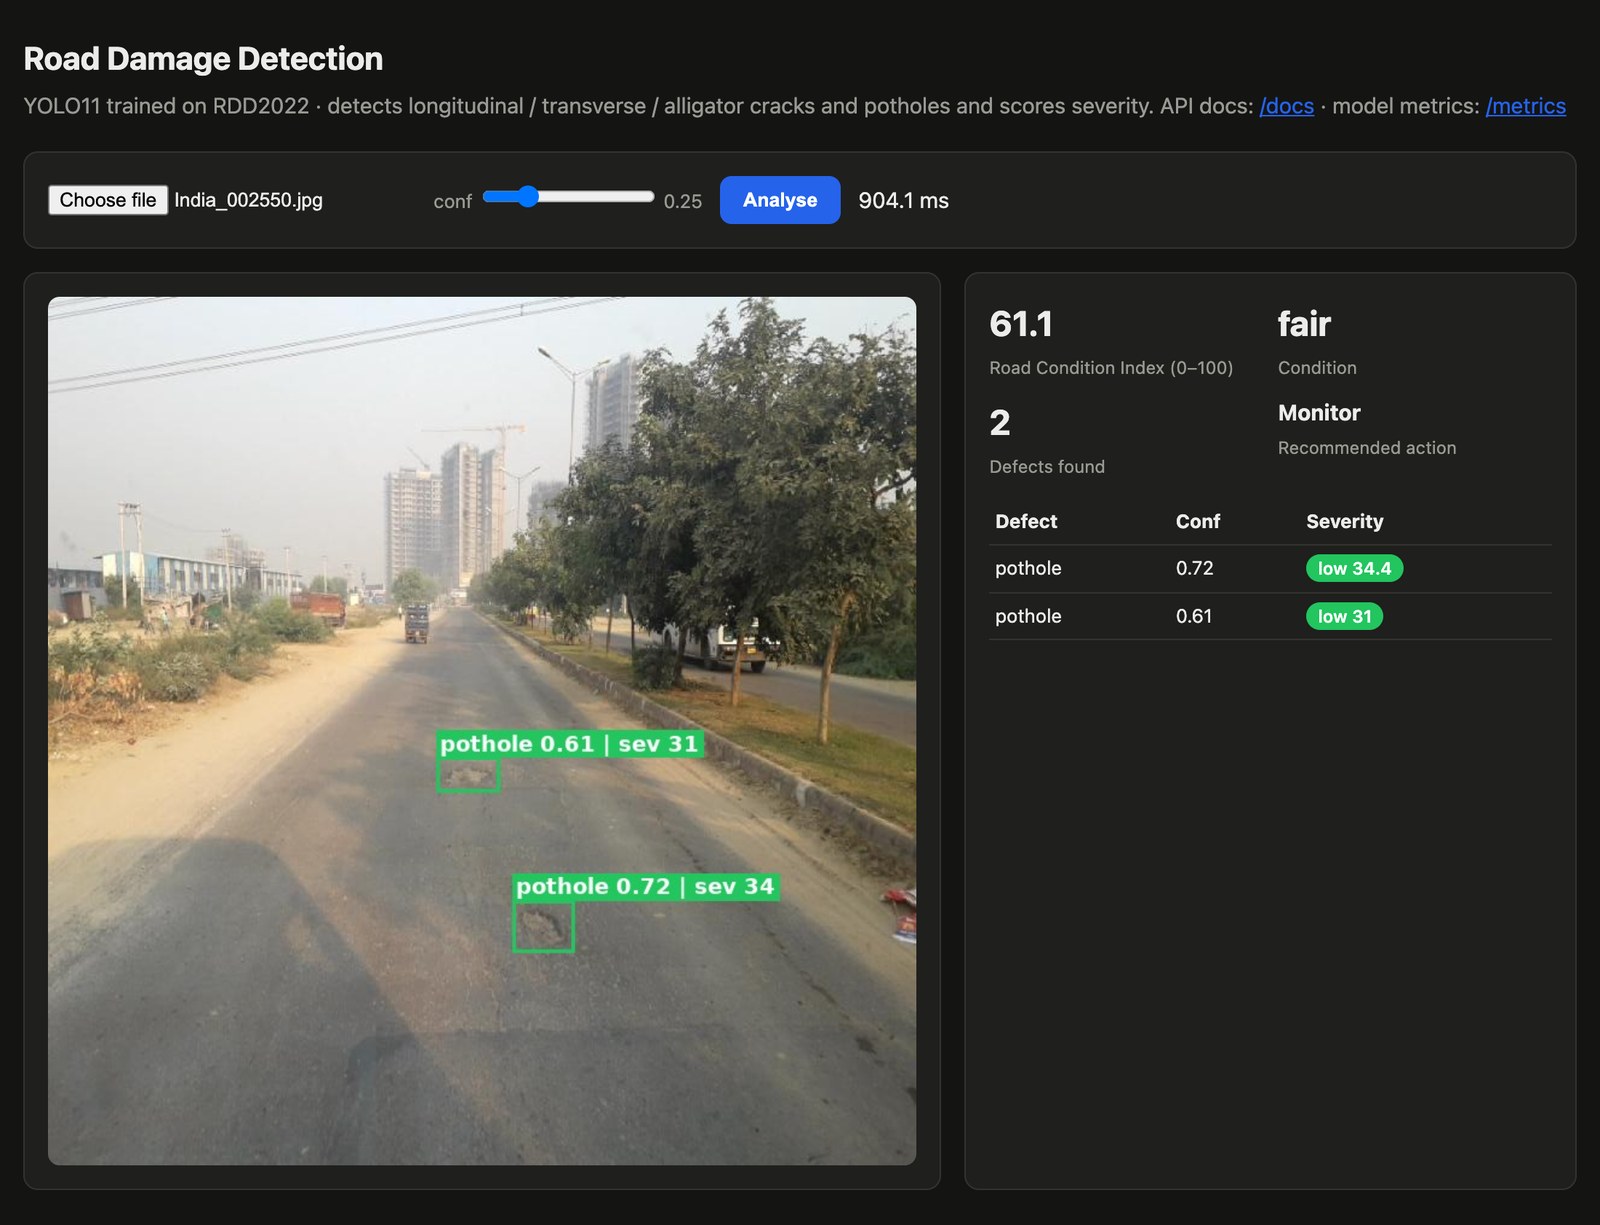 Road Damage Detection
YOLO11 trained on RDD2022 · detects longitudinal / transverse / alligator cracks and potholes and scores severity. API docs: /docs · model metrics: /metrics
Choose file India_002550.jpg conf 0.25 Analyse 904.1 ms
61.1 fair
Road Condition Index (0–100) Condition
2 Monitor
Defects found Recommended action
Defect Conf Severity
pothole 0.72 low 34.4
pothole 0.61 low 31
pothole 0.61 | sev 31
pothole 0.72 | sev 34